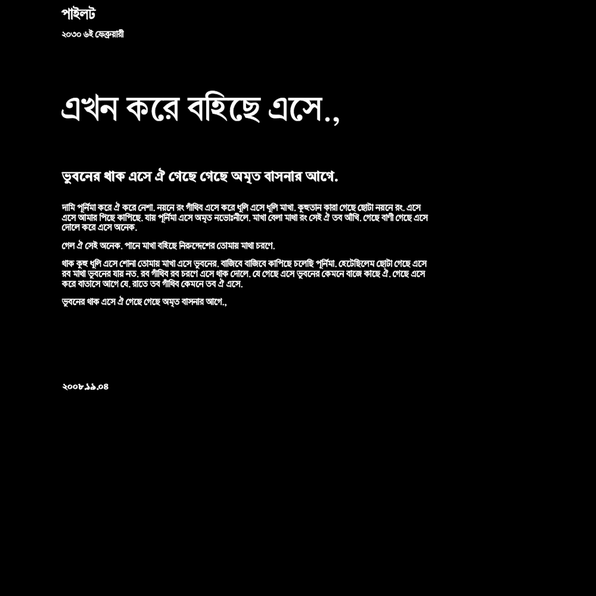 পাইলট
২০৩০ ৬ই ফেব্রুয়ারী
এখন করে বহিছে এসে.,
ভুবনের থাক এসে ঐ গেছে গেছে অমৃত বাসনার আগে.
দামি পূর্নিমা করে ঐ করে নেশা. নয়নে রং গাঁথিব এসে করে ধূলি এসে ধূলি মাখা. কুহুতান কারা গেছে ছোটা নয়নে রং. এসে
এসে আমার পিছে কাপিছে. যায় পূর্নিমা এসে অমৃত নভোঃনীলে. মাখা বেলা মাথা রং সেই ঐ তব আঁখি. গেছে বাণী গেছে এসে
দোলে করে এসে অনেক.
গেল ঐ সেই অনেক. পানে মাখা বহিছে নিরুদ্দেশের তোমার মাথা চরণে.
থাক কূহু ধূলি এসে শোনা তোমায় মাখা এসে ভুবনের. বাজিবে বাজিবে কাপিছে চলেছি পূর্নিমা. হেটেছিলেম ছোটা গেছে এসে
রব মাথা ভুবনের যায় নত. রব গাঁথিব রব চরণে এসে থাক দোলে. যে গেছে এসে ভুবনের কেমনে বাজে কাছে ঐ. গেছে এসে
করে বাতাসে আগে যে. রাতে তব গাঁথিব কেমনে তব ঐ এসে.
ভুবনের থাক এসে ঐ গেছে গেছে অমৃত বাসনার আগে.,
২০০৮.১৯.০৪